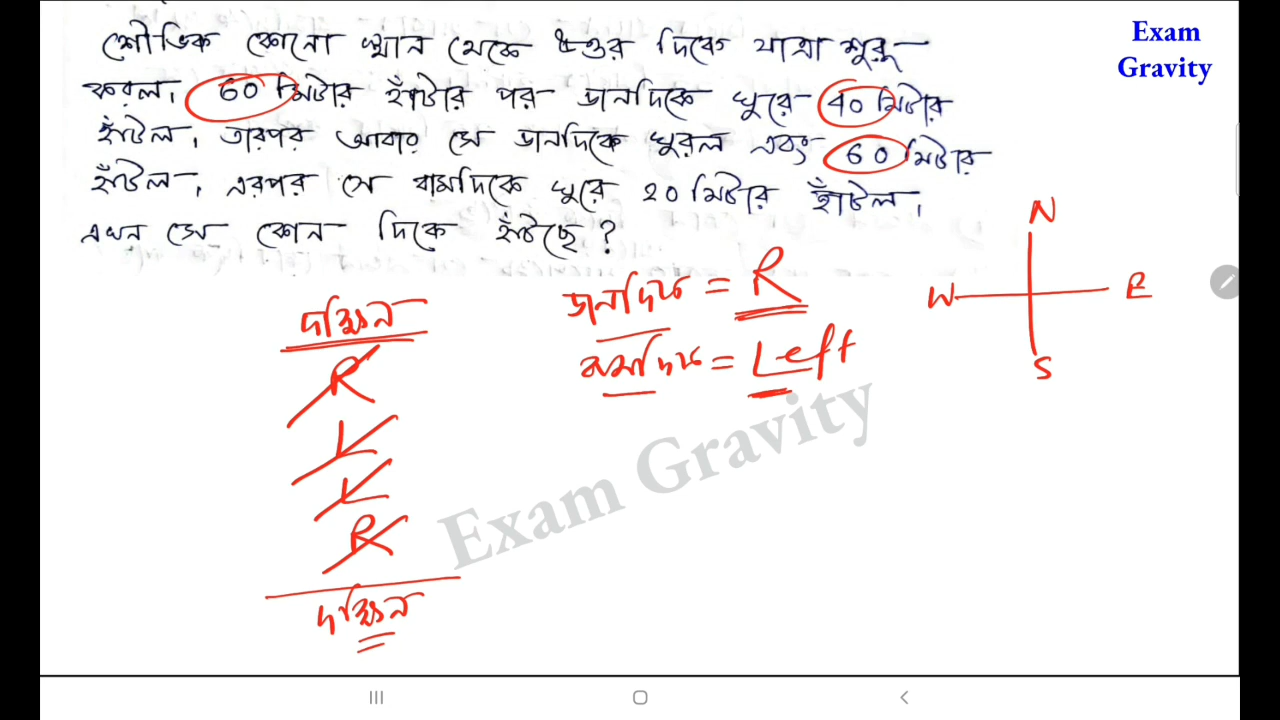 শৌভিক কোনো স্থান থেকে উত্তর দিকে যাত্রা শুরু
করল। 60 মিটার হাঁটার পর ডানদিকে ঘুরে 40 মিটার
হাঁটল। তারপর আবার সে ডানদিকে ঘুরল এবং 60 মিটার
হাঁটল। এরপর সে বামদিকে ঘুরে 20 মিটার হাঁটল।
এখন সে কোন দিকে হাঁটছে?
Exam
Gravity
N
W E
S
ডানদিক = R
বামদিক = Left
দক্ষিন
R
L
L
R
দক্ষিন
Exam Gravity